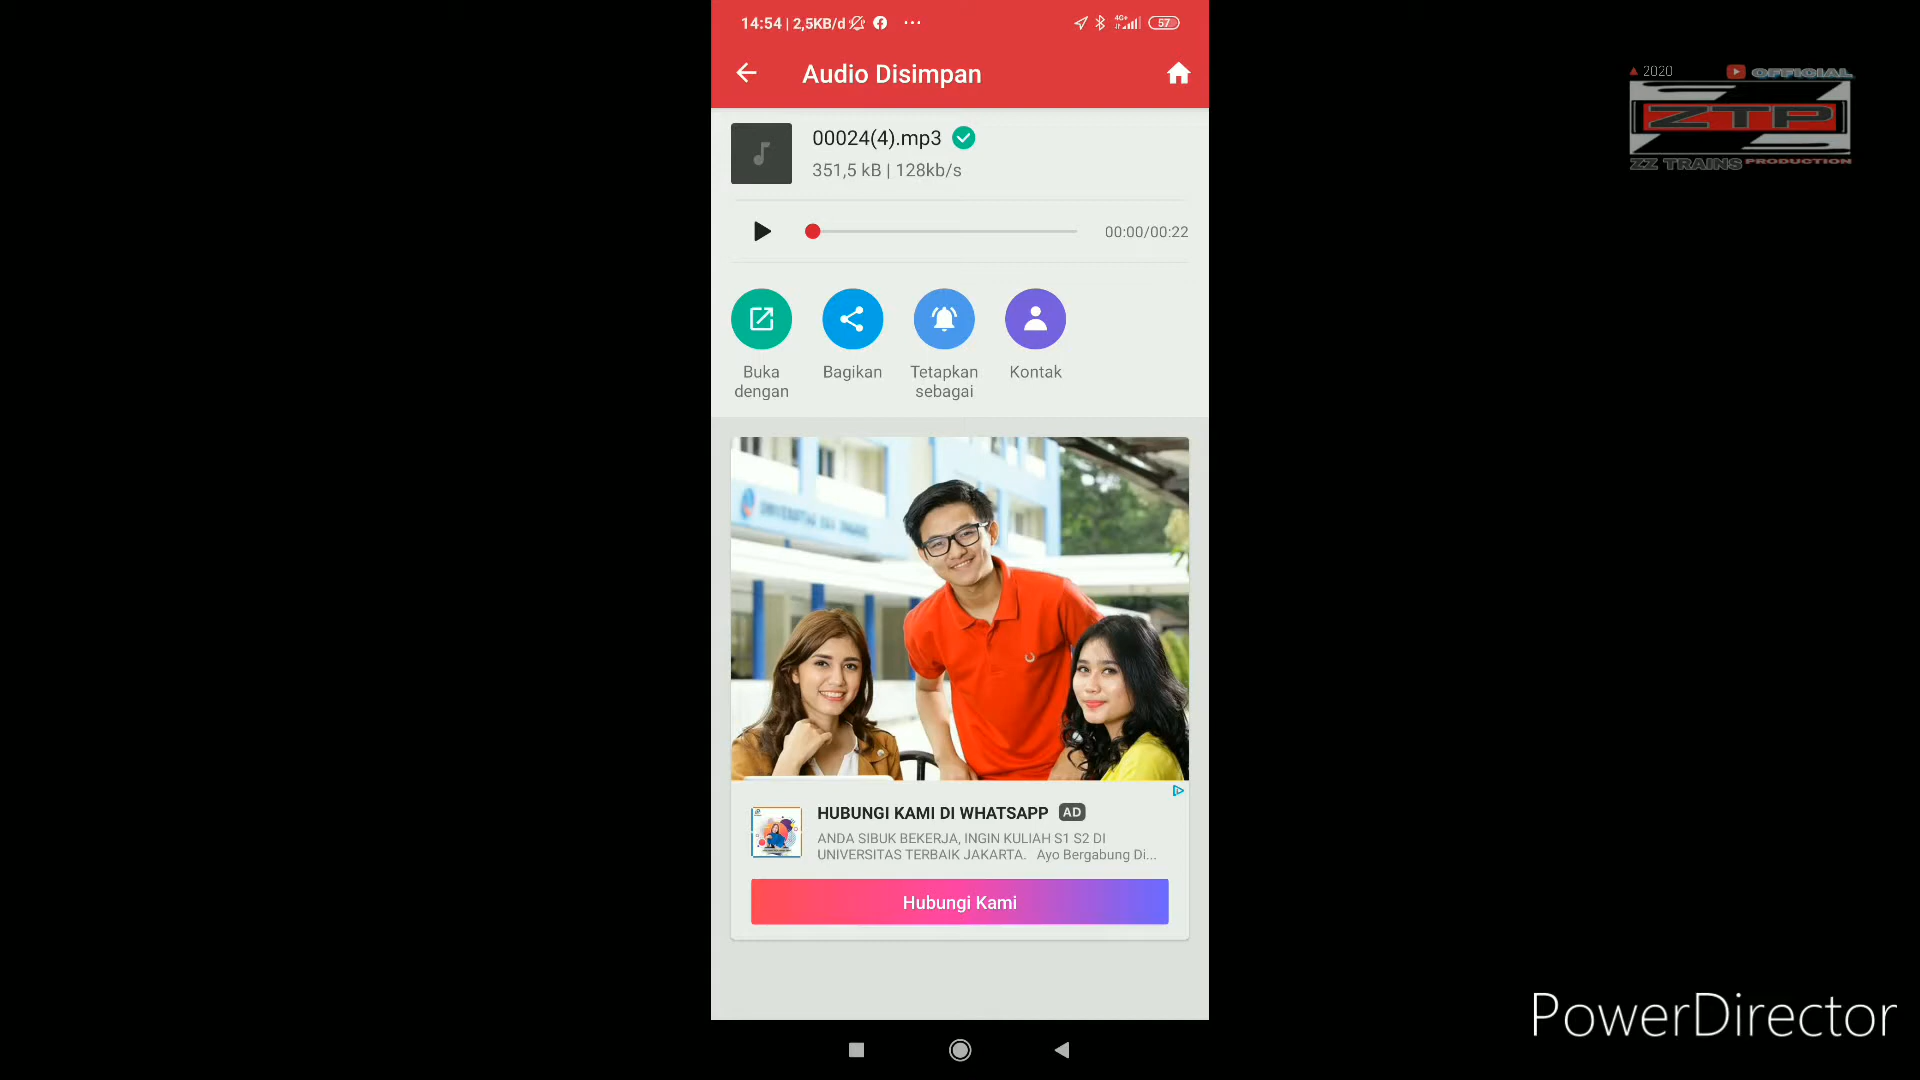 14:54 | 2,5KB/d
57
Audio Disimpan
00024(4).mp3
351,5 kB | 128kb/s
00:00/00:22
Buka
dengan
Bagikan
Tetapkan
sebagai
Kontak
HUBUNGI KAMI DI WHATSAPP AD
ANDA SIBUK BEKERJA, INGIN KULIAH S1 S2 DI
UNIVERSITAS TERBAIK JAKARTA. Ayo Bergabung Di...
Hubungi Kami
2020 OFFICIAL
ZTP
ZZ TRAINS PRODUCTION
PowerDirector